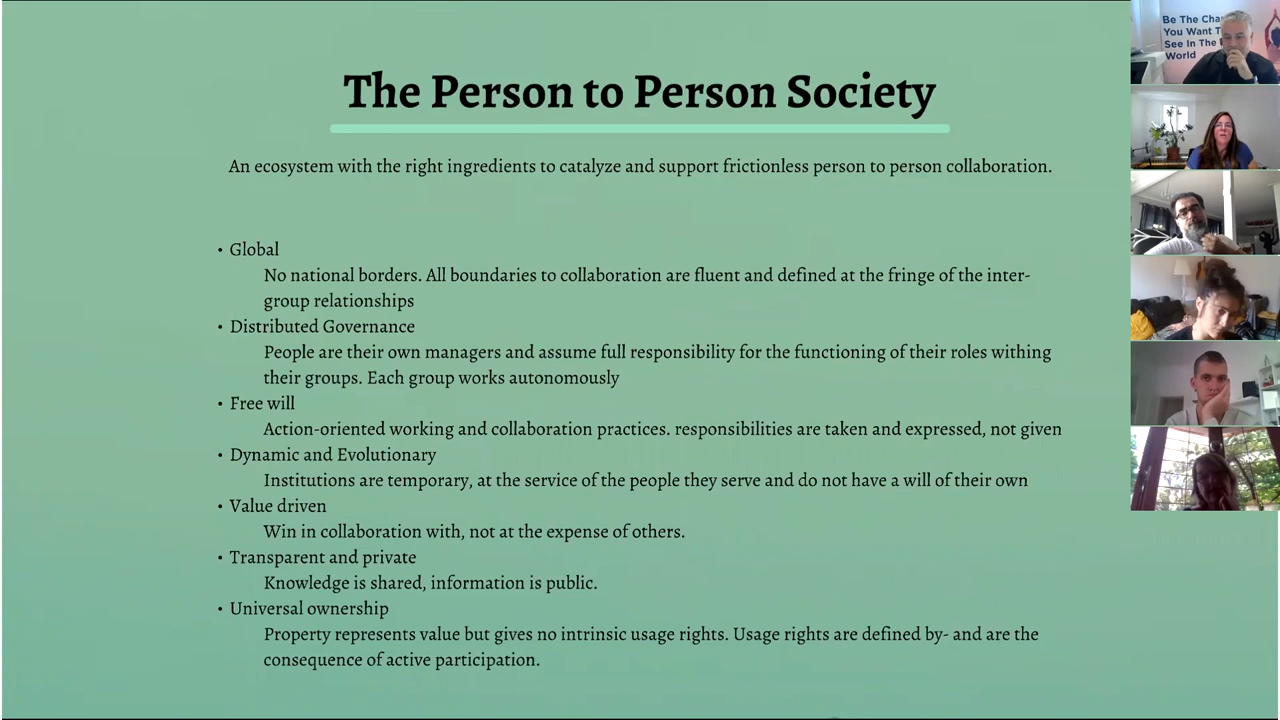 The Person to Person Society
An ecosystem with the right ingredients to catalyze and support frictionless person to person collaboration.
• Global
No national borders. All boundaries to collaboration are fluent and defined at the fringe of the inter-
group relationships
• Distributed Governance
People are their own managers and assume full responsibility for the functioning of their roles withing
their groups. Each group works autonomously
• Free will
Action-oriented working and collaboration practices. responsibilities are taken and expressed, not given
• Dynamic and Evolutionary
Institutions are temporary, at the service of the people they serve and do not have a will of their own
• Value driven
Win in collaboration with, not at the expense of others.
• Transparent and private
Knowledge is shared, information is public.
• Universal ownership
Property represents value but gives no intrinsic usage rights. Usage rights are defined by- and are the
consequence of active participation.
Be The
You Want
See In The
World